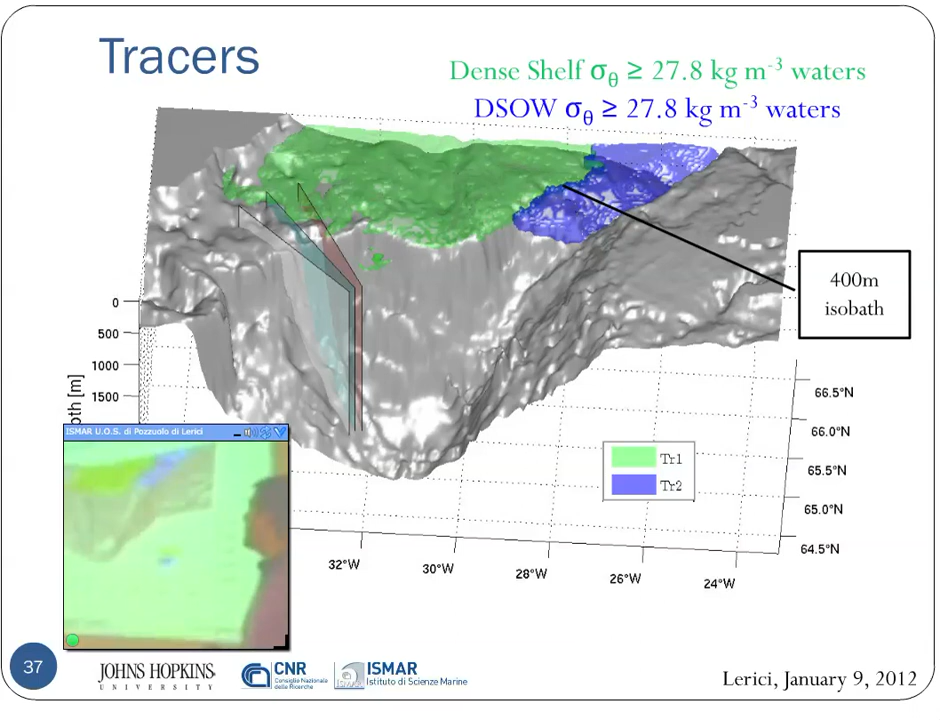 Tracers
Dense Shelf σθ ≥ 27.8 kg m-3 waters
DSOW σθ ≥ 27.8 kg m-3 waters
400m
isobath
0
500
1000
1500
66.5°N
66.0°N
65.5°N
65.0°N
64.5°N
Tr1
Tr2
32°W
30°W
28°W
26°W
24°W
ISMAR U.O.S. di Pozzuolo di Lerici
37
JOHNS HOPKINS
UNIVERSITY
CNR
Consiglio Nazionale
delle Ricerche
ISMAR
ISMAR
Istituto di Scienze Marine
Lerici, January 9, 2012